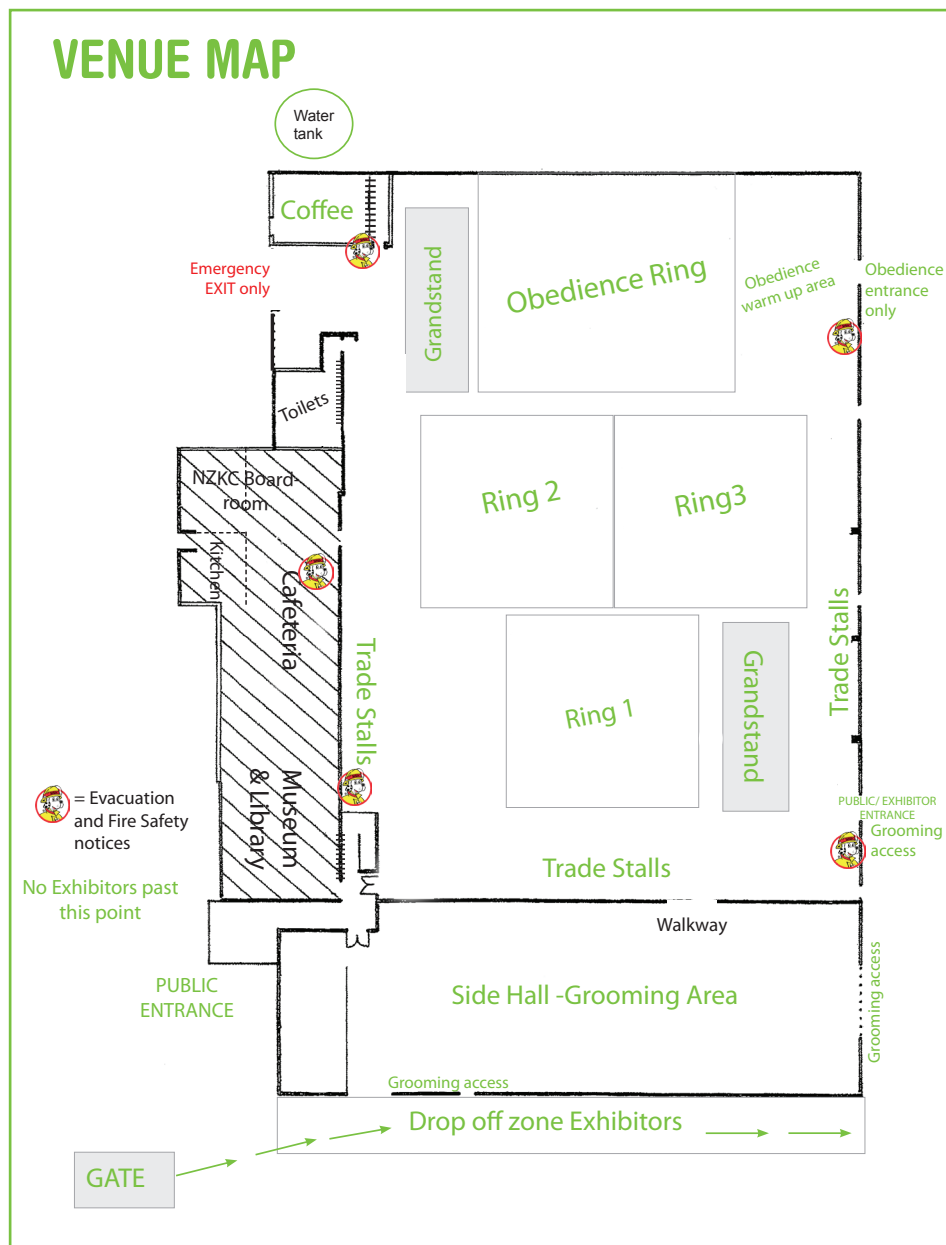 VENUE MAP
Water
tank
Coffee
Emergency
EXIT only
Grandstand
Obedience Ring
Obedience
warm up area
Obedience
entrance
only
Toilets
NZKC Board-
room
Kitchen
Cafeteria
Ring 2
Ring3
Trade Stalls
Trade Stalls
Ring 1
Grandstand
Museum
& Library
= Evacuation
and Fire Safety
notices
PUBLIC/ EXHIBITOR
ENTRANCE
Grooming
access
No Exhibitors past
this point
Trade Stalls
Walkway
PUBLIC
ENTRANCE
Side Hall -Grooming Area
Grooming access
Grooming access
Drop off zone Exhibitors
GATE